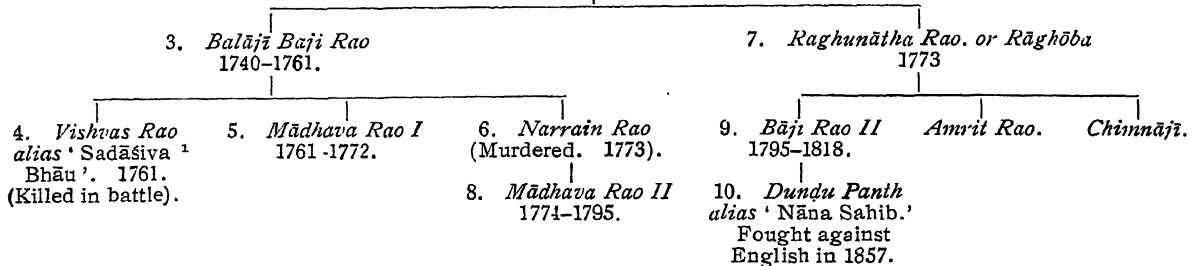 3. Balājī Baji Rao
1740–1761.
7. Raghunātha Rao. or Rāghōba
1773
4. Vishvas Rao
alias ‘ Sadāśiva ¹
Bhāu ’. 1761.
(Killed in battle).
5. Mādhava Rao I
1761 -1772.
6. Narrain Rao
(Murdered. 1773).
8. Mādhava Rao II
1774–1795.
9. Bāji Rao II
1795–1818.
10. Dunḍu Panth
alias ‘ Nāna Sahib.’
Fought against
English in 1857.
Amrit Rao.
Chimnājī.